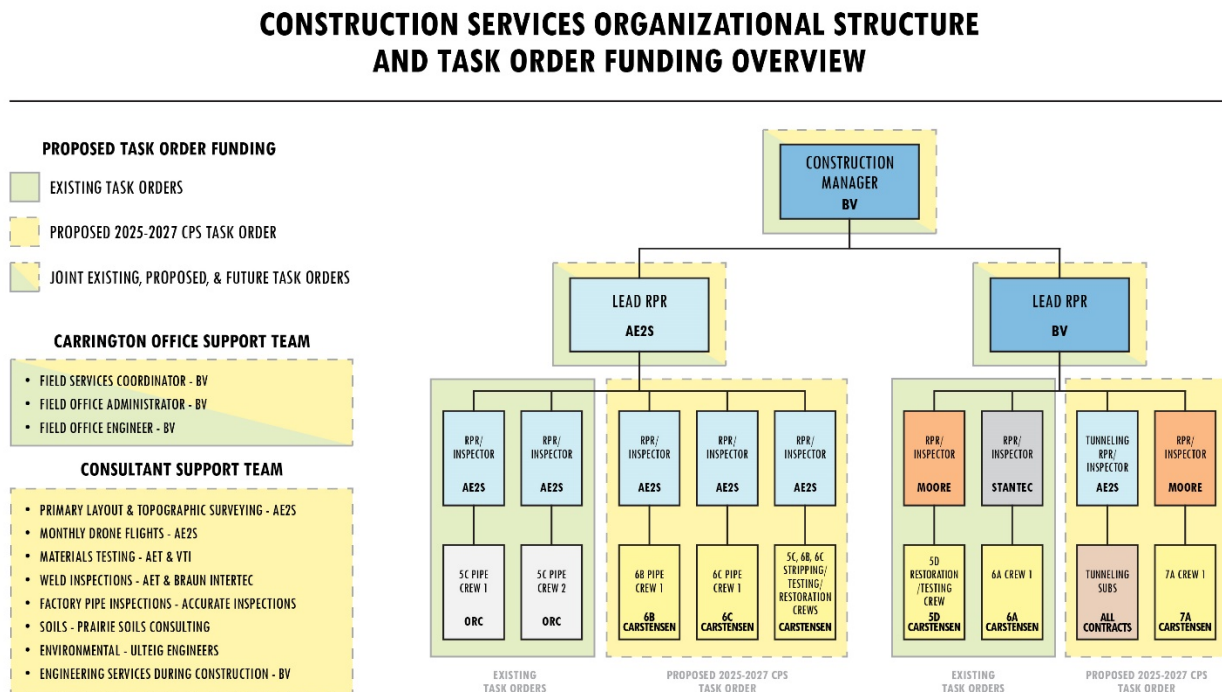 CONSTRUCTION SERVICES ORGANIZATIONAL STRUCTURE
AND TASK ORDER FUNDING OVERVIEW
PROPOSED TASK ORDER FUNDING
EXISTING TASK ORDERS
PROPOSED 2025-2027 CPS TASK ORDER
JOINT EXISTING, PROPOSED, & FUTURE TASK ORDERS
CARRINGTON OFFICE SUPPORT TEAM
• FIELD SERVICES COORDINATOR - BV
• FIELD OFFICE ADMINISTRATOR - BV
• FIELD OFFICE ENGINEER - BV
CONSULTANT SUPPORT TEAM
• PRIMARY LAYOUT & TOPOGRAPHIC SURVEYING - AE2S
• MONTHLY DRONE FLIGHTS - AE2S
• MATERIALS TESTING - AET & VTI
• WELD INSPECTIONS - AET & BRAUN INTERTEC
• FACTORY PIPE INSPECTIONS - ACCURATE INSPECTIONS
• SOILS - PRAIRIE SOILS CONSULTING
• ENVIRONMENTAL - ULTEIG ENGINEERS
• ENGINEERING SERVICES DURING CONSTRUCTION - BV
CONSTRUCTION
MANAGER
BV
LEAD RPR
AE2S
LEAD RPR
BV
RPR/
INSPECTOR
AE2S
RPR/
INSPECTOR
AE2S
RPR/
INSPECTOR
AE2S
RPR/
INSPECTOR
AE2S
RPR/
INSPECTOR
AE2S
RPR/
INSPECTOR
MOORE
RPR/
INSPECTOR
STANTEC
TUNNELING
RPR/
INSPECTOR
AE2S
RPR/
INSPECTOR
MOORE
5C PIPE
CREW 1
ORC
5C PIPE
CREW 2
ORC
6B PIPE
CREW 1
6B
CARSTENSEN
6C PIPE
CREW 1
6C
CARSTENSEN
5C, 6B, 6C
STRIPPING/
TESTING/
RESTORATION
CREWS
CARSTENSEN
5D
RESTORATION
/TESTING
CREW
5D
CARSTENSEN
6A CREW 1
6A
CARSTENSEN
TUNNELING
SUBS
ALL
CONTRACTS
7A CREW 1
7A
CARSTENSEN
EXISTING
TASK ORDERS
PROPOSED 2025-2027 CPS
TASK ORDER
EXISTING
TASK ORDERS
PROPOSED 2025-2027 CPS
TASK ORDER